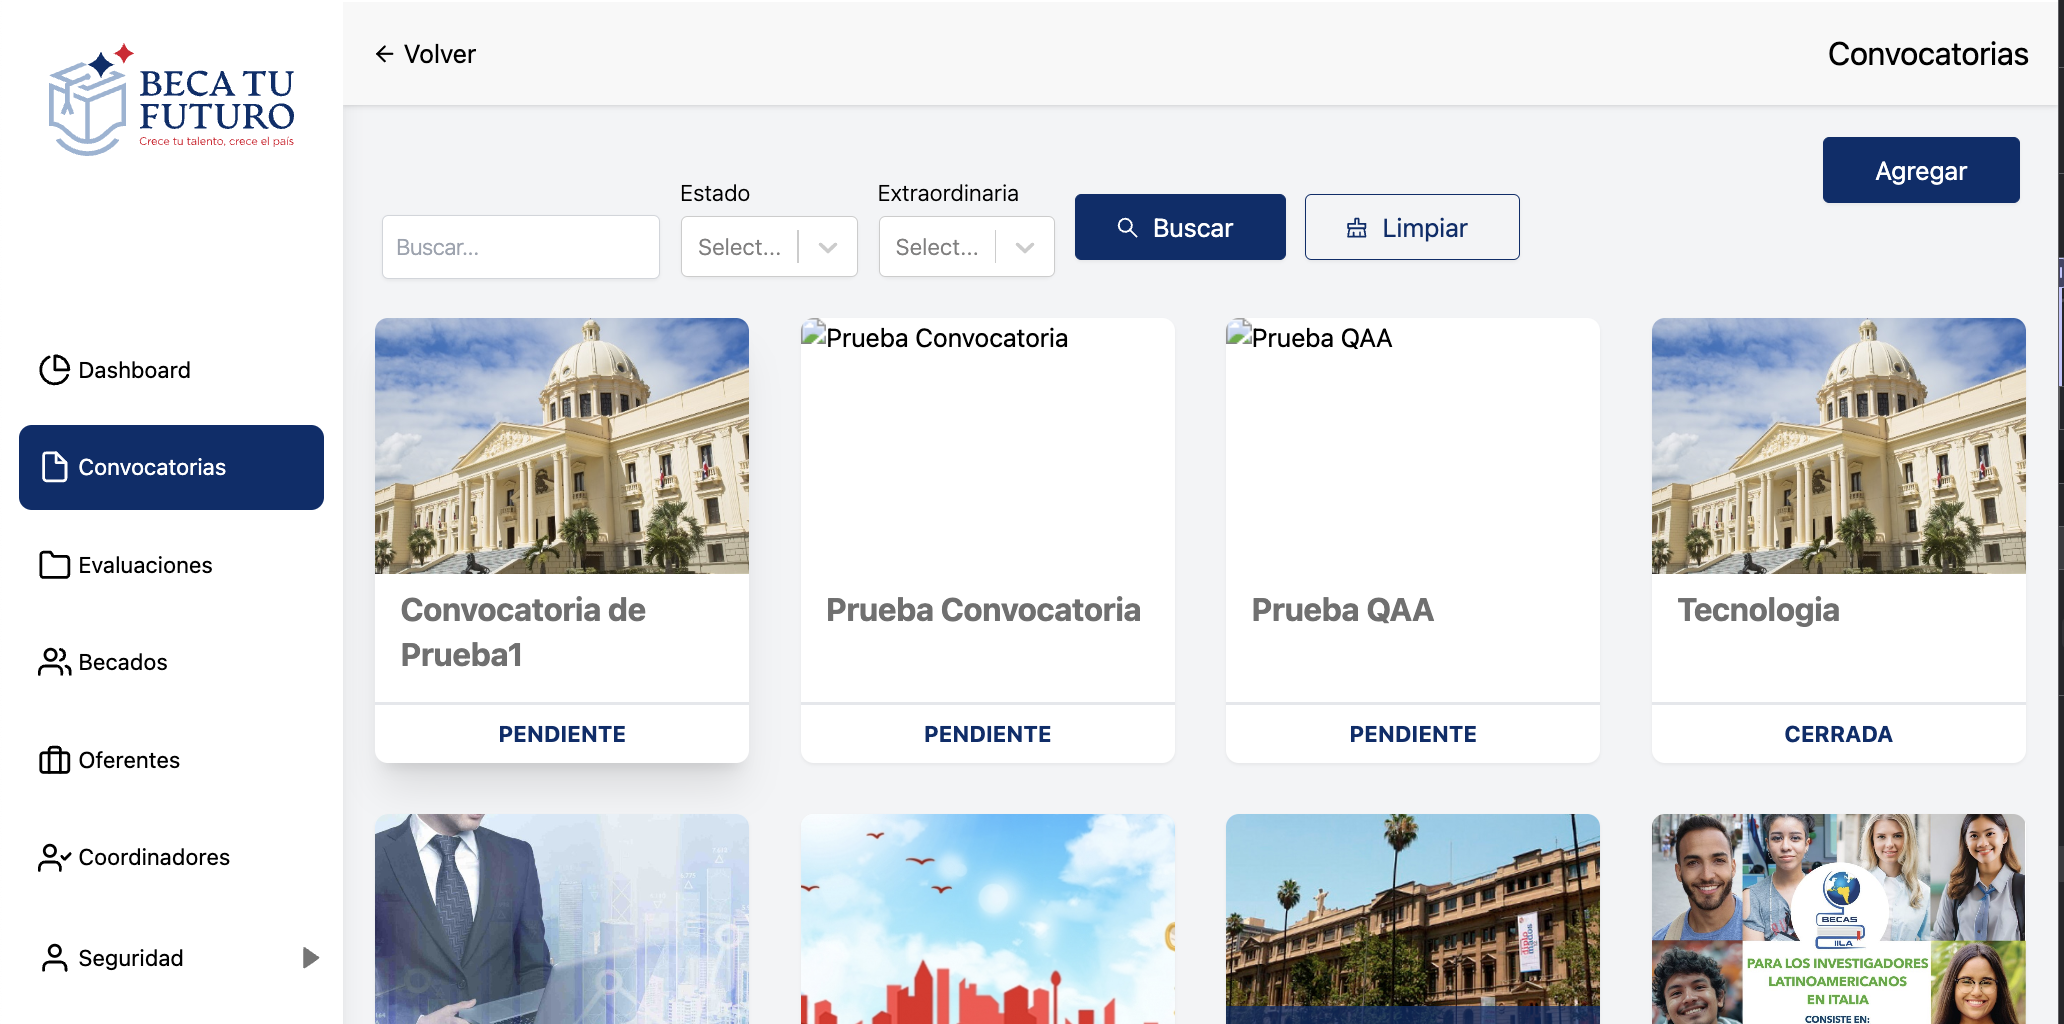 BECA TU
FUTURO
Crece tu talento, crece el país
Dashboard
Convocatorias
Evaluaciones
Becados
Oferentes
Coordinadores
Seguridad
Volver
Convocatorias
Agregar
Buscar...
Estado
Select...
Extraordinaria
Select...
Buscar
Limpiar
Convocatoria de
Prueba1
PENDIENTE
Prueba Convocatoria
Prueba Convocatoria
PENDIENTE
Prueba QAA
Prueba QAA
PENDIENTE
Tecnologia
CERRADA
BECAS
IILA
PARA LOS INVESTIGADORES
LATINOAMERICANOS
EN ITALIA
CONSISTE EN: